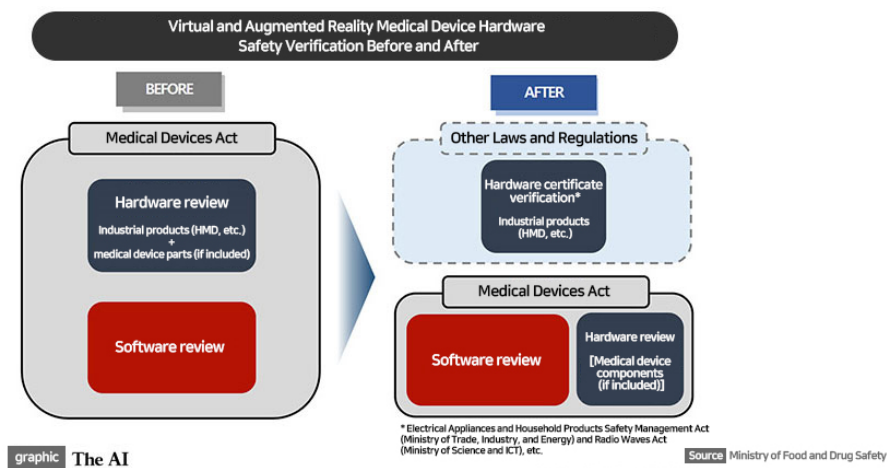 Virtual and Augmented Reality Medical Device Hardware
Safety Verification Before and After
BEFORE
Medical Devices Act
Hardware review
Industrial products (HMD, etc.)
+
medical device parts (if included)
Software review
AFTER
Other Laws and Regulations
Hardware certificate
verification*
Industrial products
(HMD, etc.)
Medical Devices Act
Software review
Hardware review
[Medical device
components
(if included)]
* Electrical Appliances and Household Products Safety Management Act
(Ministry of Trade, Industry, and Energy) and Radio Waves Act
(Ministry of Science and ICT), etc.
graphic The AI
Source Ministry of Food and Drug Safety